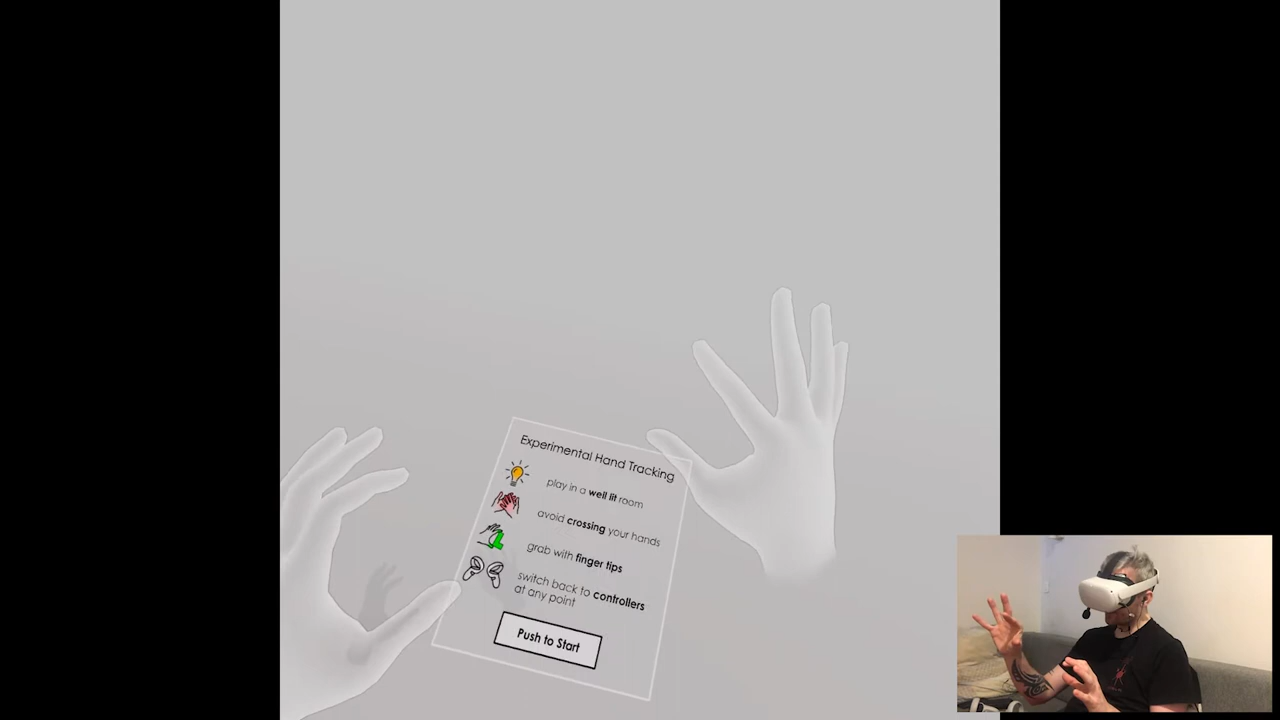 Experimental Hand Tracking
play in a well lit room
avoid crossing your hands
grab with finger tips
switch back to controllers
at any point
Push to Start